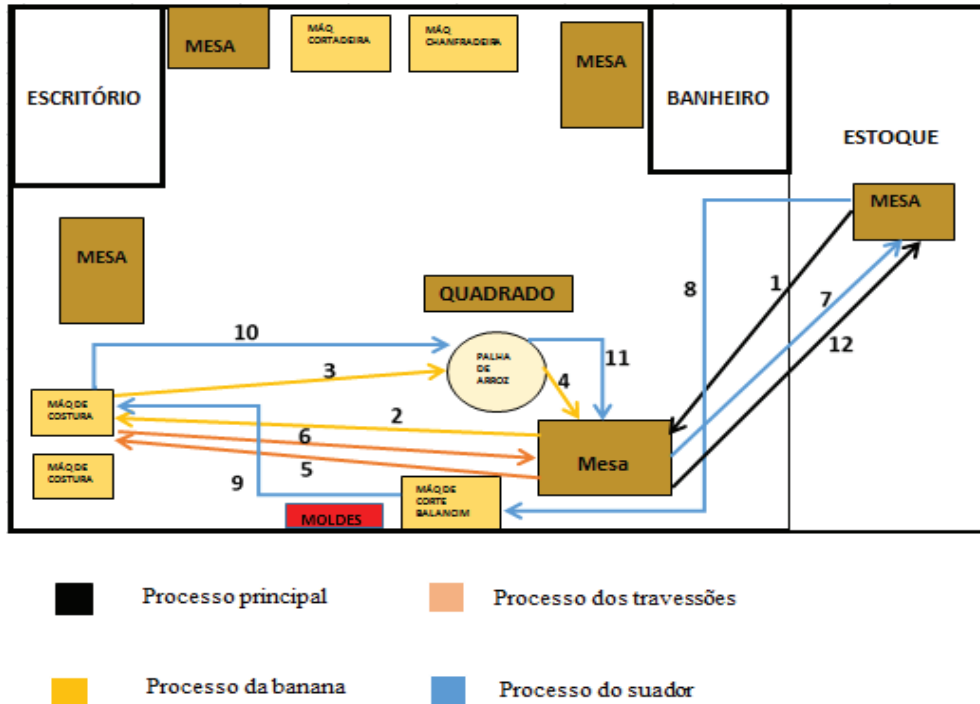 MESA
MÁQ.
CORTADEIRA
MÁQ.
CHANFRADEIRA
MESA
ESCRITÓRIO
BANHEIRO
ESTOQUE
MESA
MESA
QUADRADO
8
1
7
12
10
3
PALHA
DE
ARROZ
11
4
MÁQ.DE
COSTURA
2
6
5
9
Mesa
MÁQ.DE
COSTURA
MÁQ.DE
CORTE
BALANCIM
MOLDES
Processo principal
Processo dos travessões
Processo da banana
Processo do suador